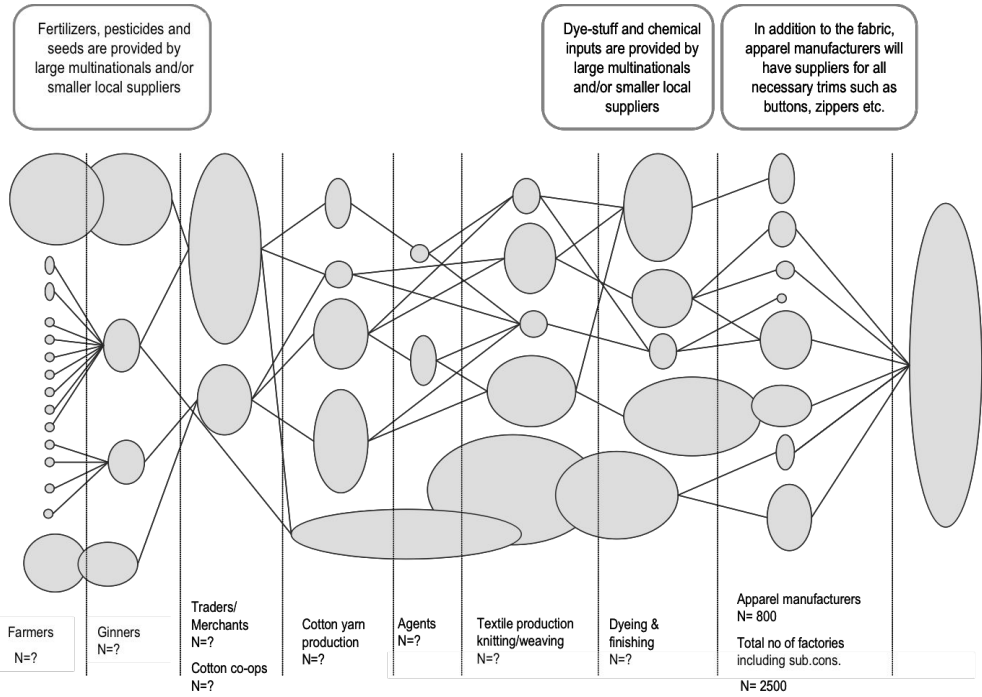 Fertilizers, pesticides and
seeds are provided by
large multinationals and/or
smaller local suppliers
Dye-stuff and chemical
inputs are provided by
large multinationals
and/or smaller local
suppliers
In addition to the fabric,
apparel manufacturers will
have suppliers for all
necessary trims such as
buttons, zippers etc.
Farmers
N=?
Ginners
N=?
Traders/
Merchants
N=?
Cotton co-ops
N=?
Cotton yarn
production
N=?
Agents
N=?
Textile production
knitting/weaving
N=?
Dyeing &
finishing
N=?
Apparel manufacturers
N= 800
Total no of factories
including sub.cons.
N= 2500